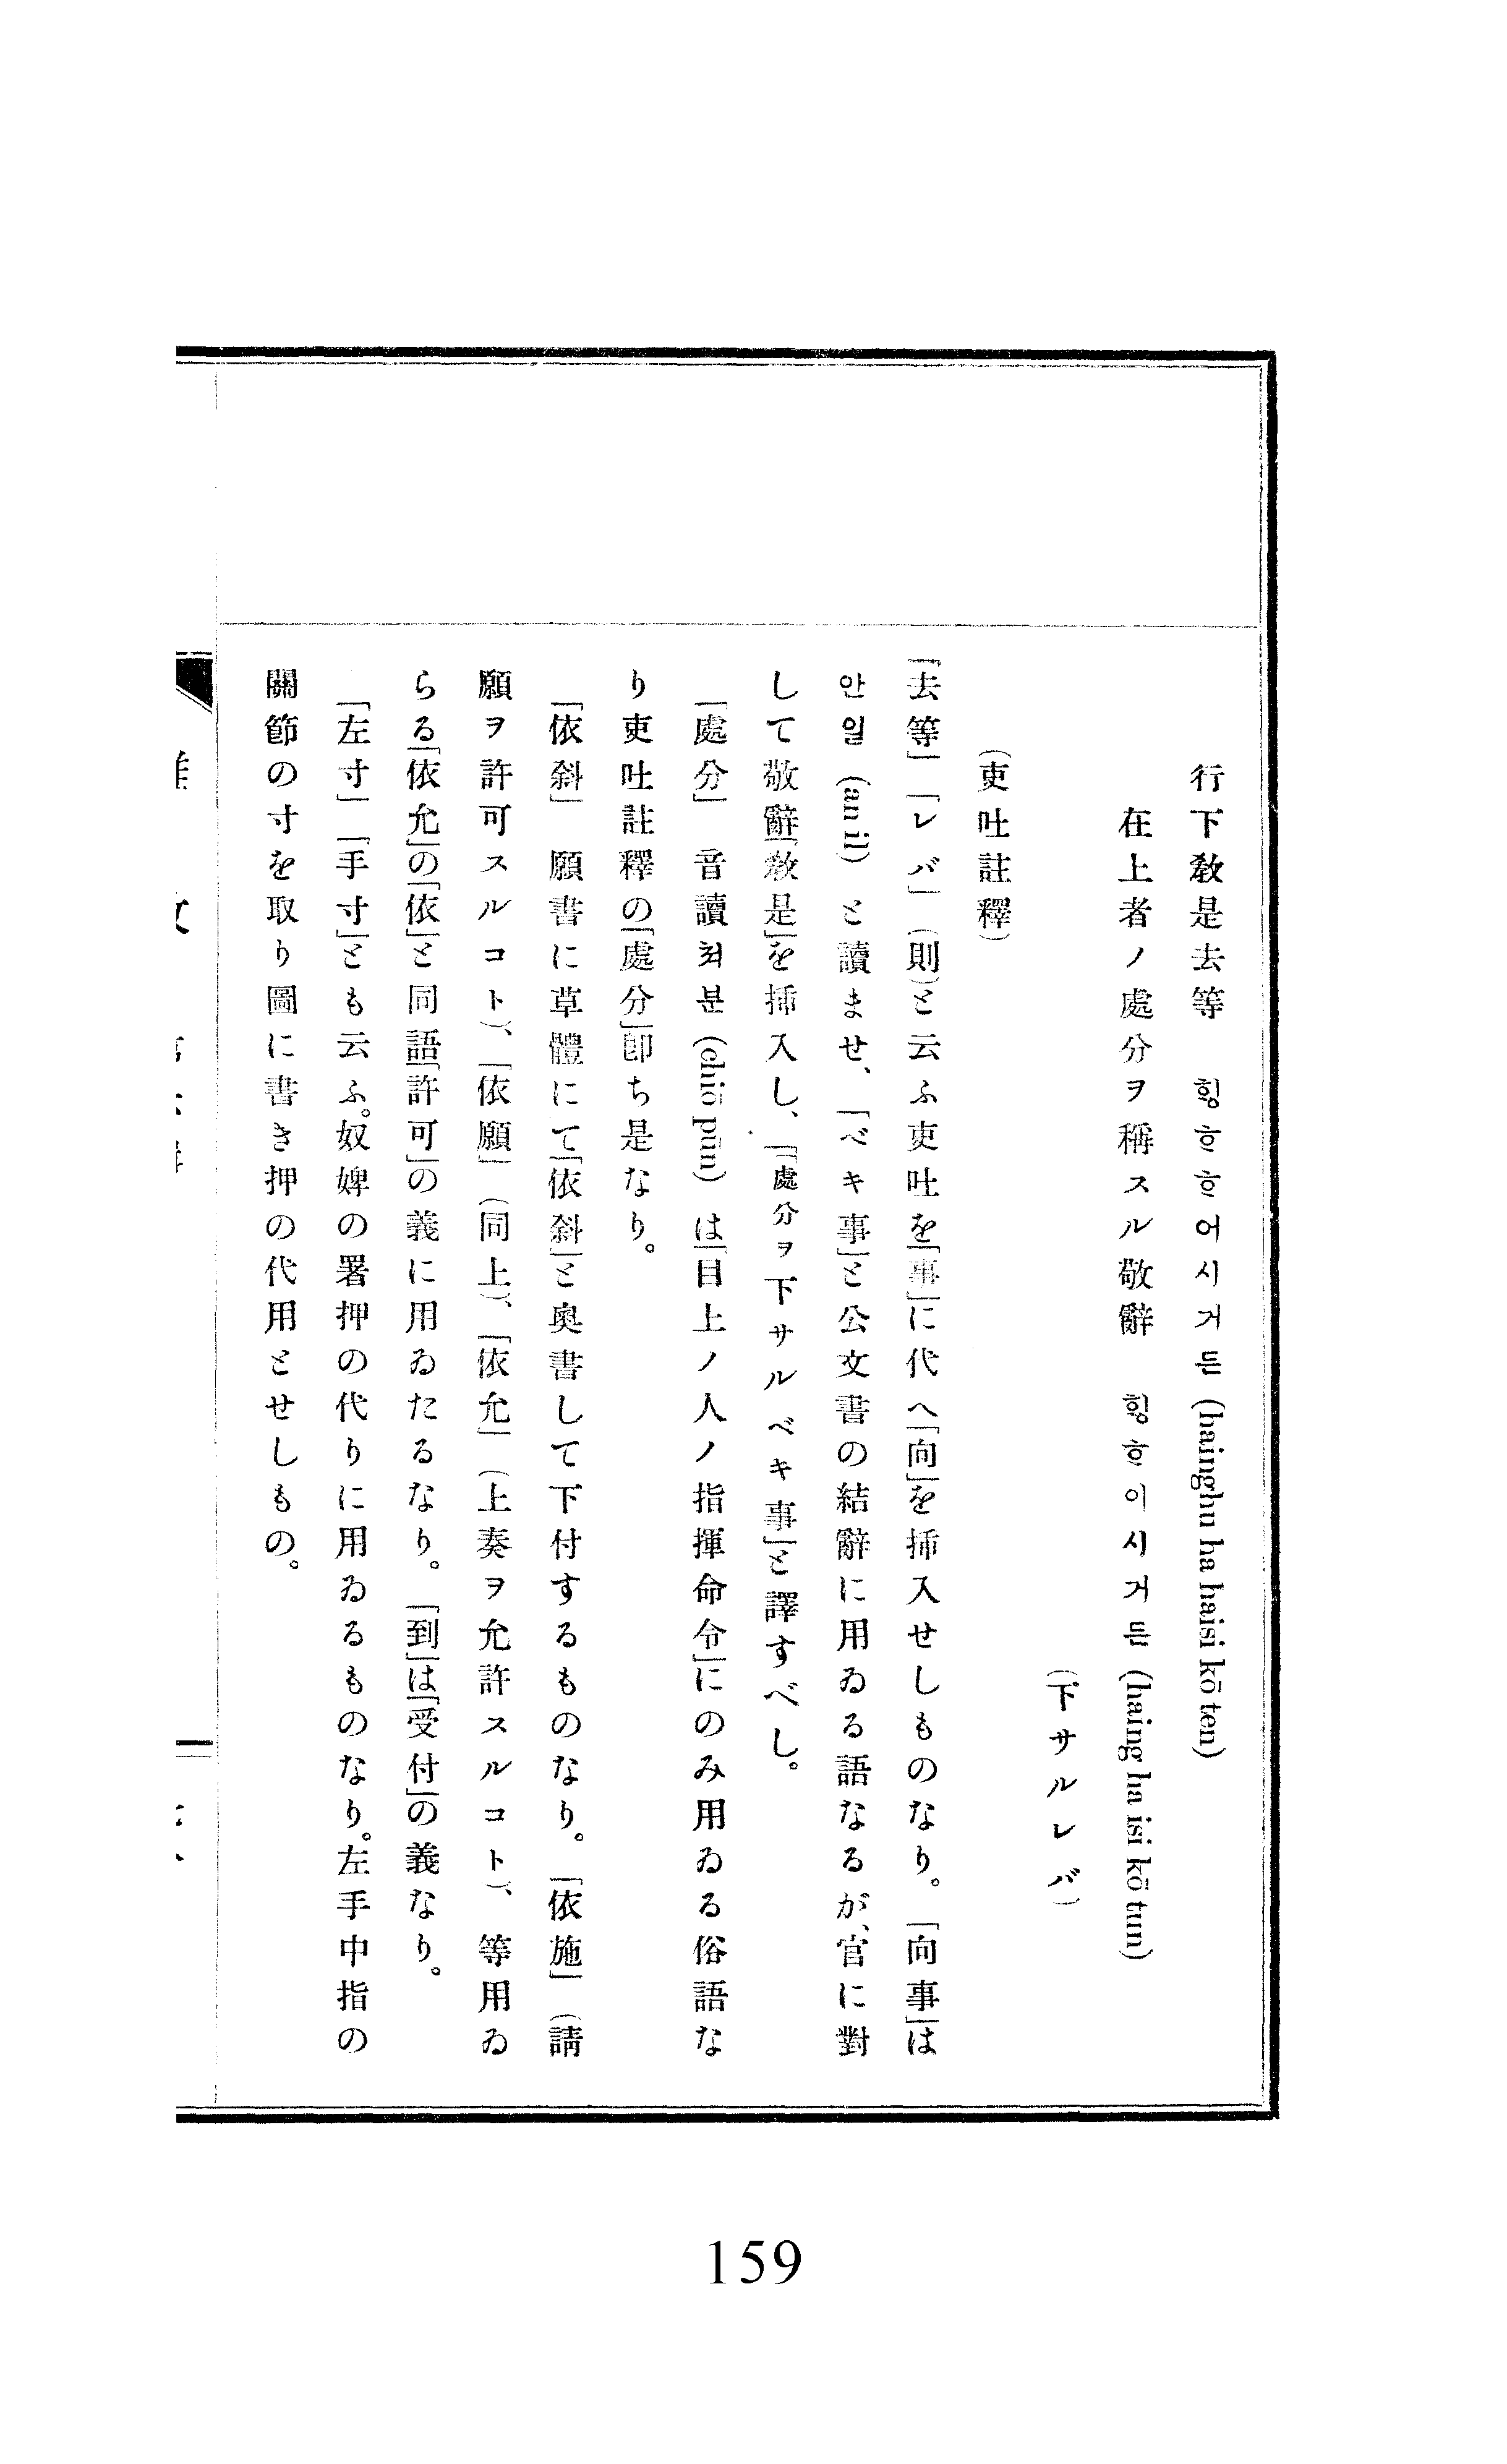 行下敎是去等　ᄒᆡᆼᄒᆞᄒᆞ어시거든 (hainghu ha haisi kō ten)
在上者ノ處分ヲ稱スル敬辭　ᄒᆡᆼᄒᆞ이시거든 (haing ha isi kō tun)
(下サルレバ)
(吏吐註釋)
「去等」「レバ」(則)と云ふ吏吐を「事」に代へ「向」を揷入せしものなり。「向事」は
안일 (an il) と讀ませ、「ベキ事」と公文書の結辭に用ゐる語なるが、官に對
して敬辭「敎是」を揷入し、「「處分ヲ下サルベキ事」と譯すべし。
「處分」　音讀쳐분 (chiō pun) は「目上ノ人ノ指揮命令」にのみ用ゐる俗語な
り吏吐註釋の「處分」卽ち是なり。
「依斜」　願書に草體にて「依斜」と奧書して下付するものなり。「依施」(請
願ヲ許可スルコト)、「依願」(同上)、「依允」(上奏ヲ允許スルコト)、等用ゐ
らる「依允」の「依」と同語「許可」の義に用ゐたるなり。「到」は「受付」の義なり。
「左寸」「手寸」とも云ふ。奴婢の署押の代りに用ゐるものなり。左手中指の
關節の寸を取り圖に書き押の代用とせしもの。
159